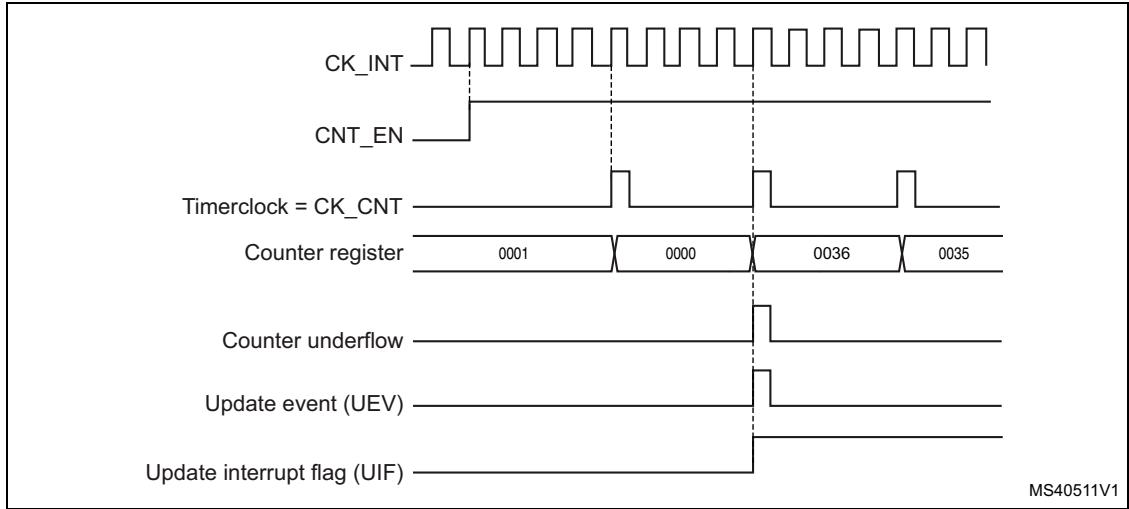 CK_INT
CNT_EN
Timerclock = CK_CNT
Counter register
0001 0000 0036 0035
Counter underflow
Update event (UEV)
Update interrupt flag (UIF)
MS40511V1